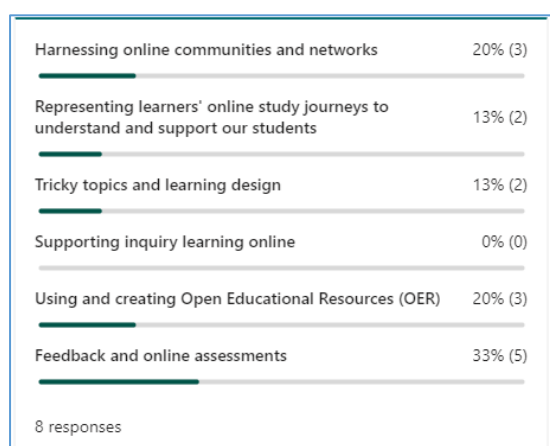 Harnessing online communities and networks 20% (3)
Representing learners' online study journeys to
understand and support our students 13% (2)
Tricky topics and learning design 13% (2)
Supporting inquiry learning online 0% (0)
Using and creating Open Educational Resources (OER) 20% (3)
Feedback and online assessments 33% (5)
8 responses